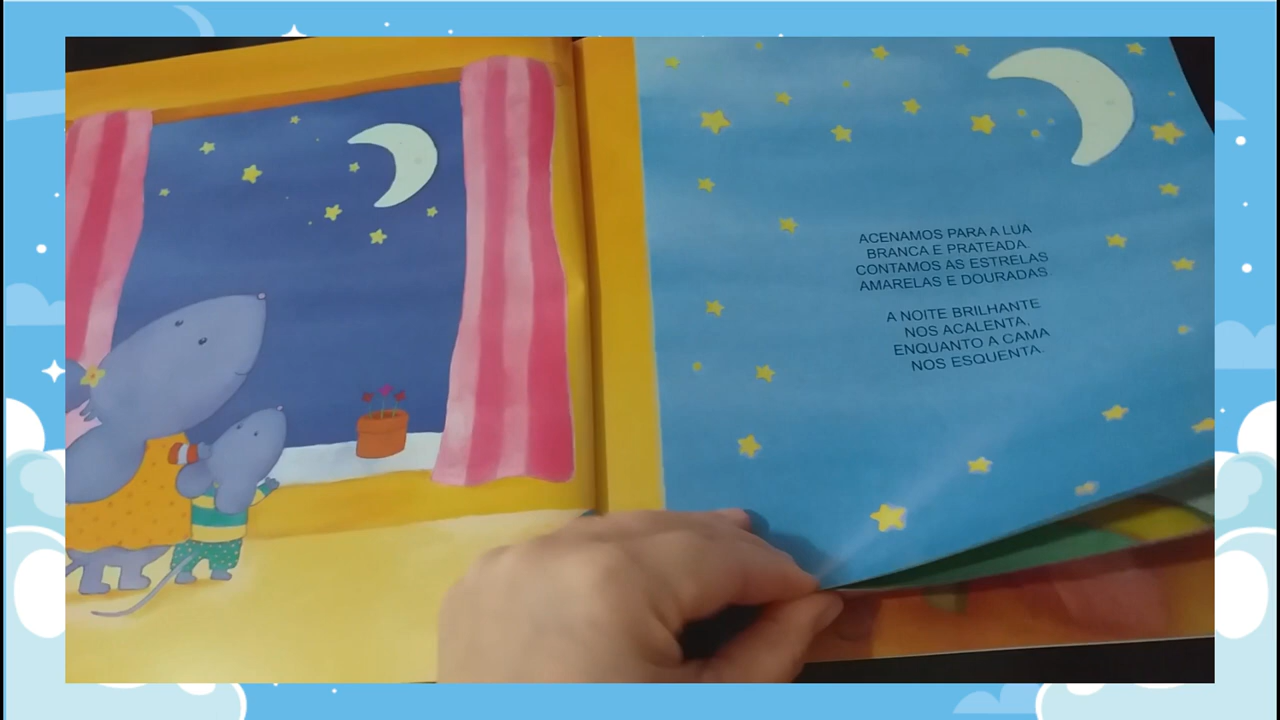 ACENAMOS PARA A LUA
BRANCA E PRATEADA.
CONTAMOS AS ESTRELAS
AMARELAS E DOURADAS.
A NOITE BRILHANTE
NOS ACALENTA,
ENQUANTO A CAMA
NOS ESQUENTA.